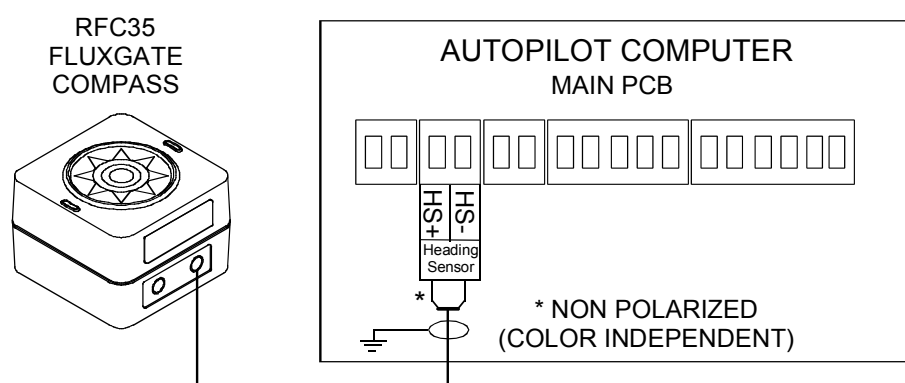 RFC35
FLUXGATE
COMPASS
AUTOPILOT COMPUTER
MAIN PCB
HS+
HS-
Heading
Sensor
*
* NON POLARIZED
(COLOR INDEPENDENT)